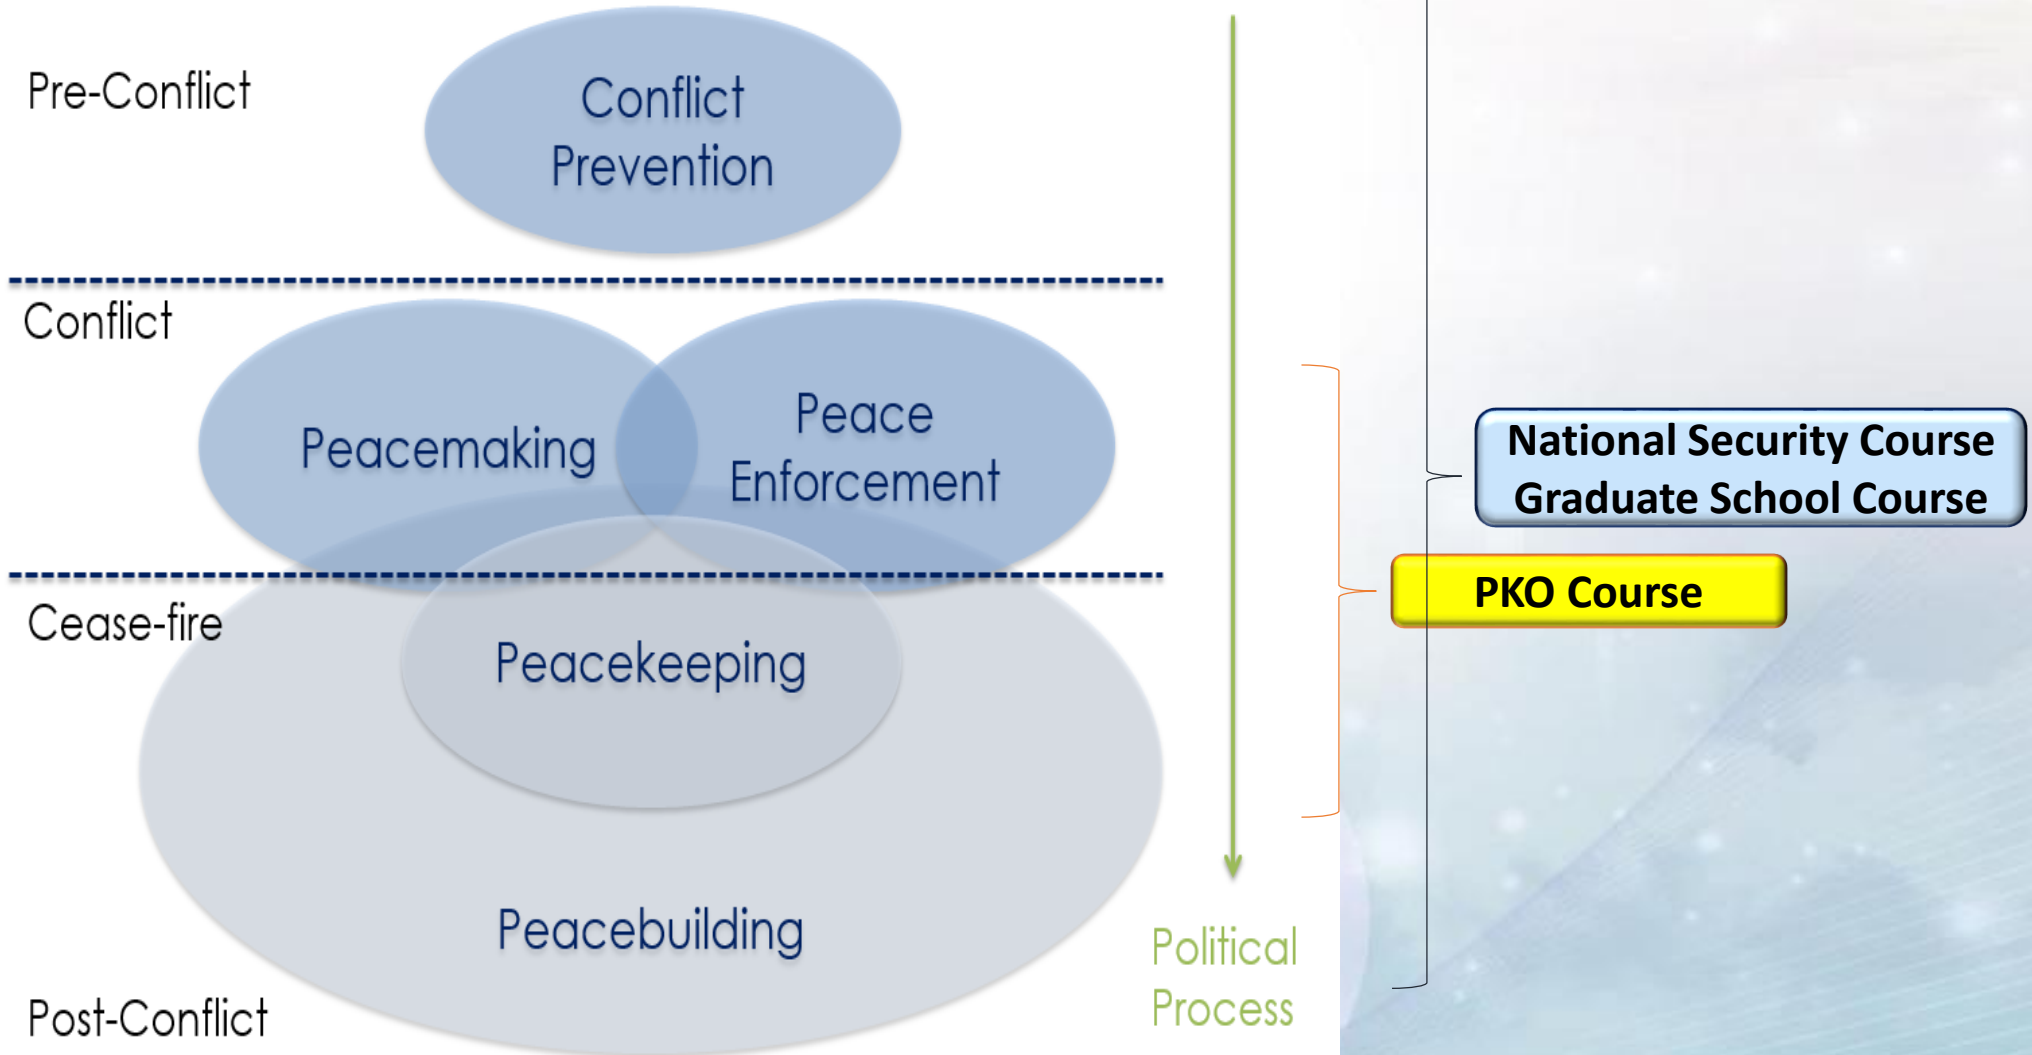 Pre-Conflict
Conflict
Prevention
Conflict
Peacemaking
Peace
Enforcement
National Security Course
Graduate School Course
PKO Course
Cease-fire
Peacekeeping
Peacebuilding
Political
Process
Post-Conflict